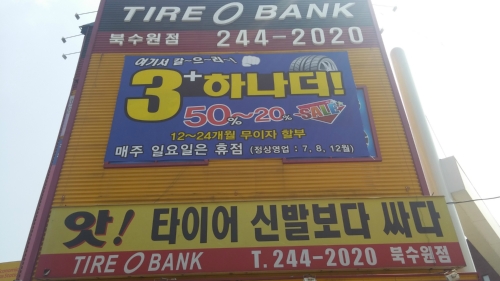 TIRE O BANK
북수원점 244-2020
여기서 갈-으-리-
3+하나더!
50%~20% SALE
12~24개월 무이자 할부
매주 일요일은 휴점 (정상영업 : 7, 8, 12월)
앗! 타이어 신발보다 싸다
TIRE O BANK T. 244-2020 북수원점